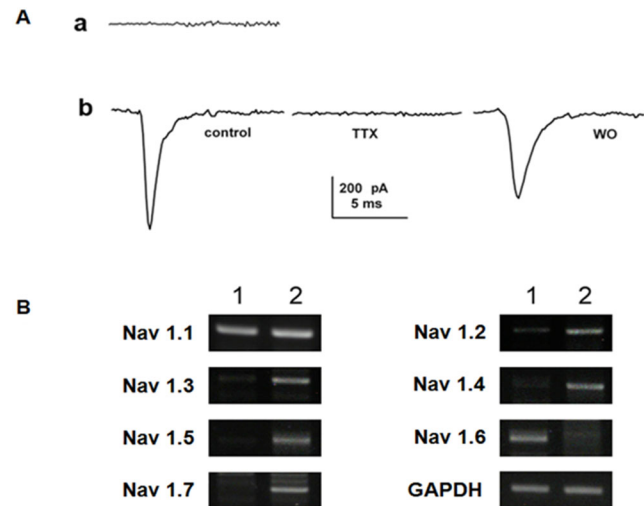 A
a
b
control
TTX
WO
200 pA
5 ms
B
1 2
1 2
Nav 1.1
Nav 1.2
Nav 1.3
Nav 1.4
Nav 1.5
Nav 1.6
Nav 1.7
GAPDH